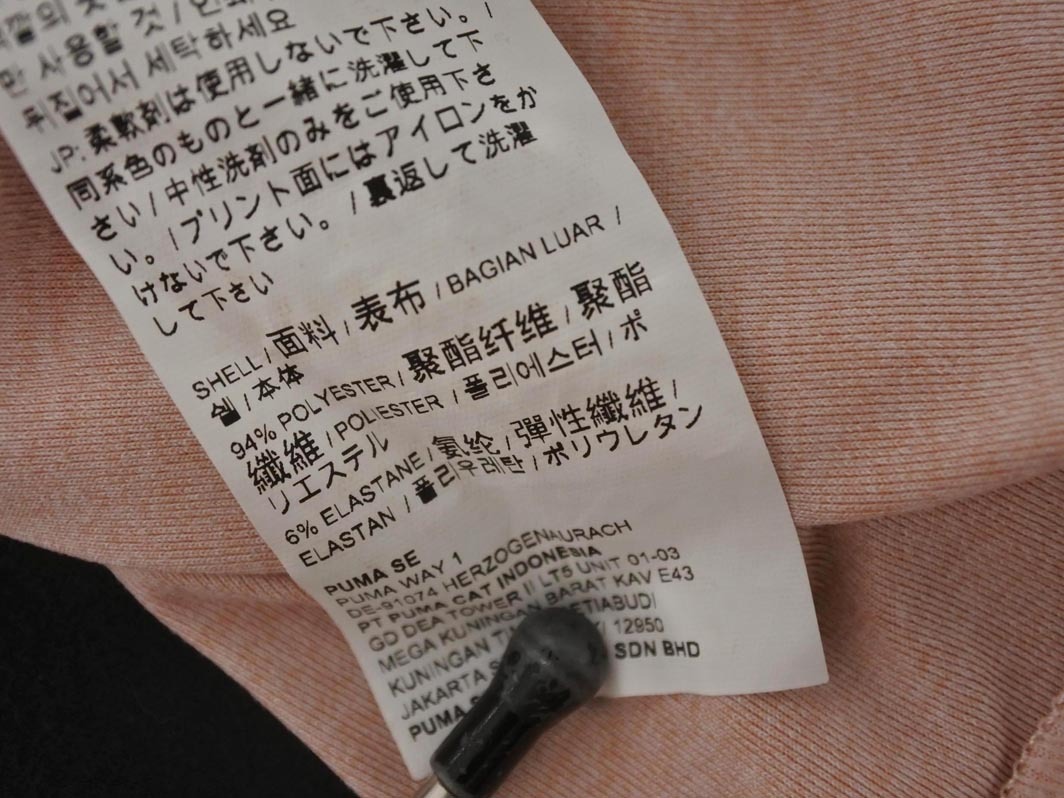 만 사용할 것 / 인쇄
뒤집어서 세탁하세요
JP: 柔軟剤は使用しないで下さい。/
同系色のものと一緒に洗濯して下
さい / 中性洗剤のみをご使用下さ
い。/プリント面にはアイロンをか
けないで下さい。/ 裏返して洗濯
して下さい
SHELL / 面料 / 表布 / BAGIAN LUAR /
쉘 / 本体
94% POLYESTER / 聚酯纤维 / 聚酯
纖維 / POLIESTER / 폴리에스터 / ポ
リエステル
6% ELASTANE / 氨纶 / 彈性纖維 /
ELASTAN / 폴리우레탄 / ポリウレタン
PUMA SE
PUMA WAY 1
DE-91074 HERZOGENAURACH
PT PUMA CAT INDONESIA
GD DEA TOWER II LT5 UNIT 01-03
MEGA KUNINGAN BARAT KAV E43
KUNINGAN SETIABUDI
JAKARTA 12950
PUMA SDN BHD